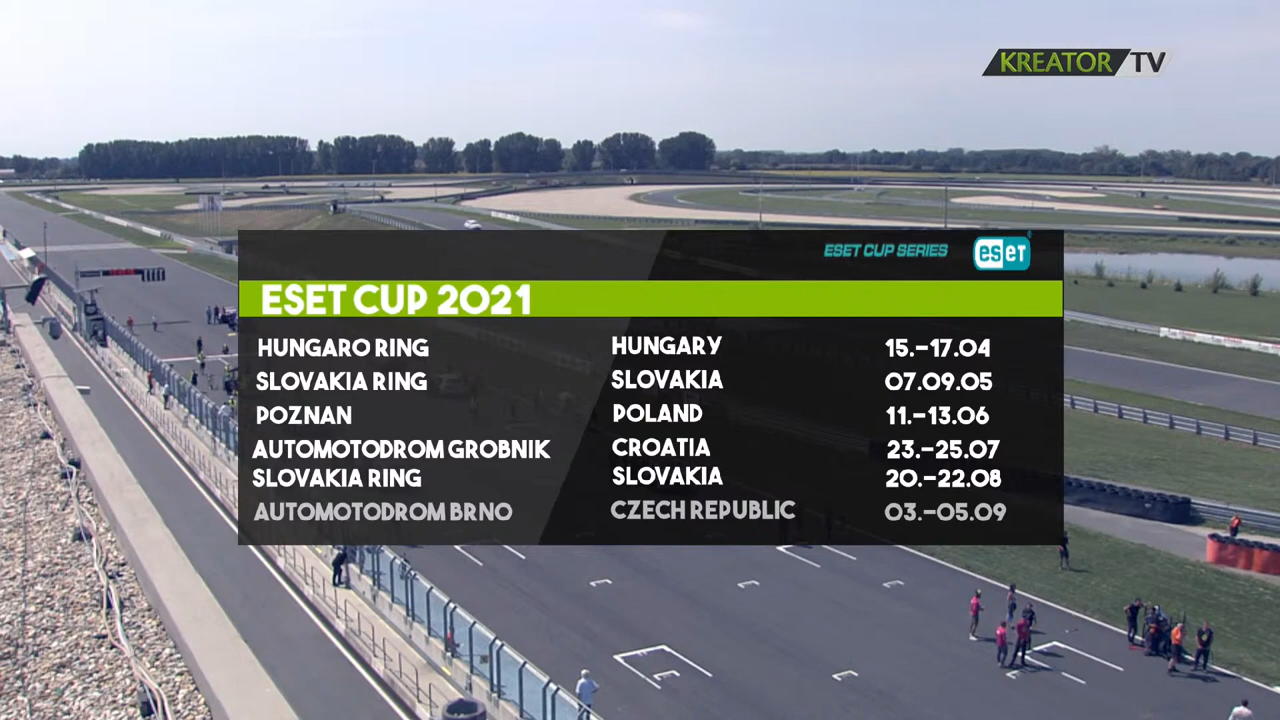 KREATOR TV
ESET CUP SERIES eseT
ESET CUP 2021
HUNGARO RING HUNGARY 15.-17.04
SLOVAKIA RING SLOVAKIA 07.09.05
POZNAN POLAND 11.-13.06
AUTOMOTODROM GROBNIK CROATIA 23.-25.07
SLOVAKIA RING SLOVAKIA 20.-22.08
AUTOMOTODROM BRNO CZECH REPUBLIC 03.-05.09